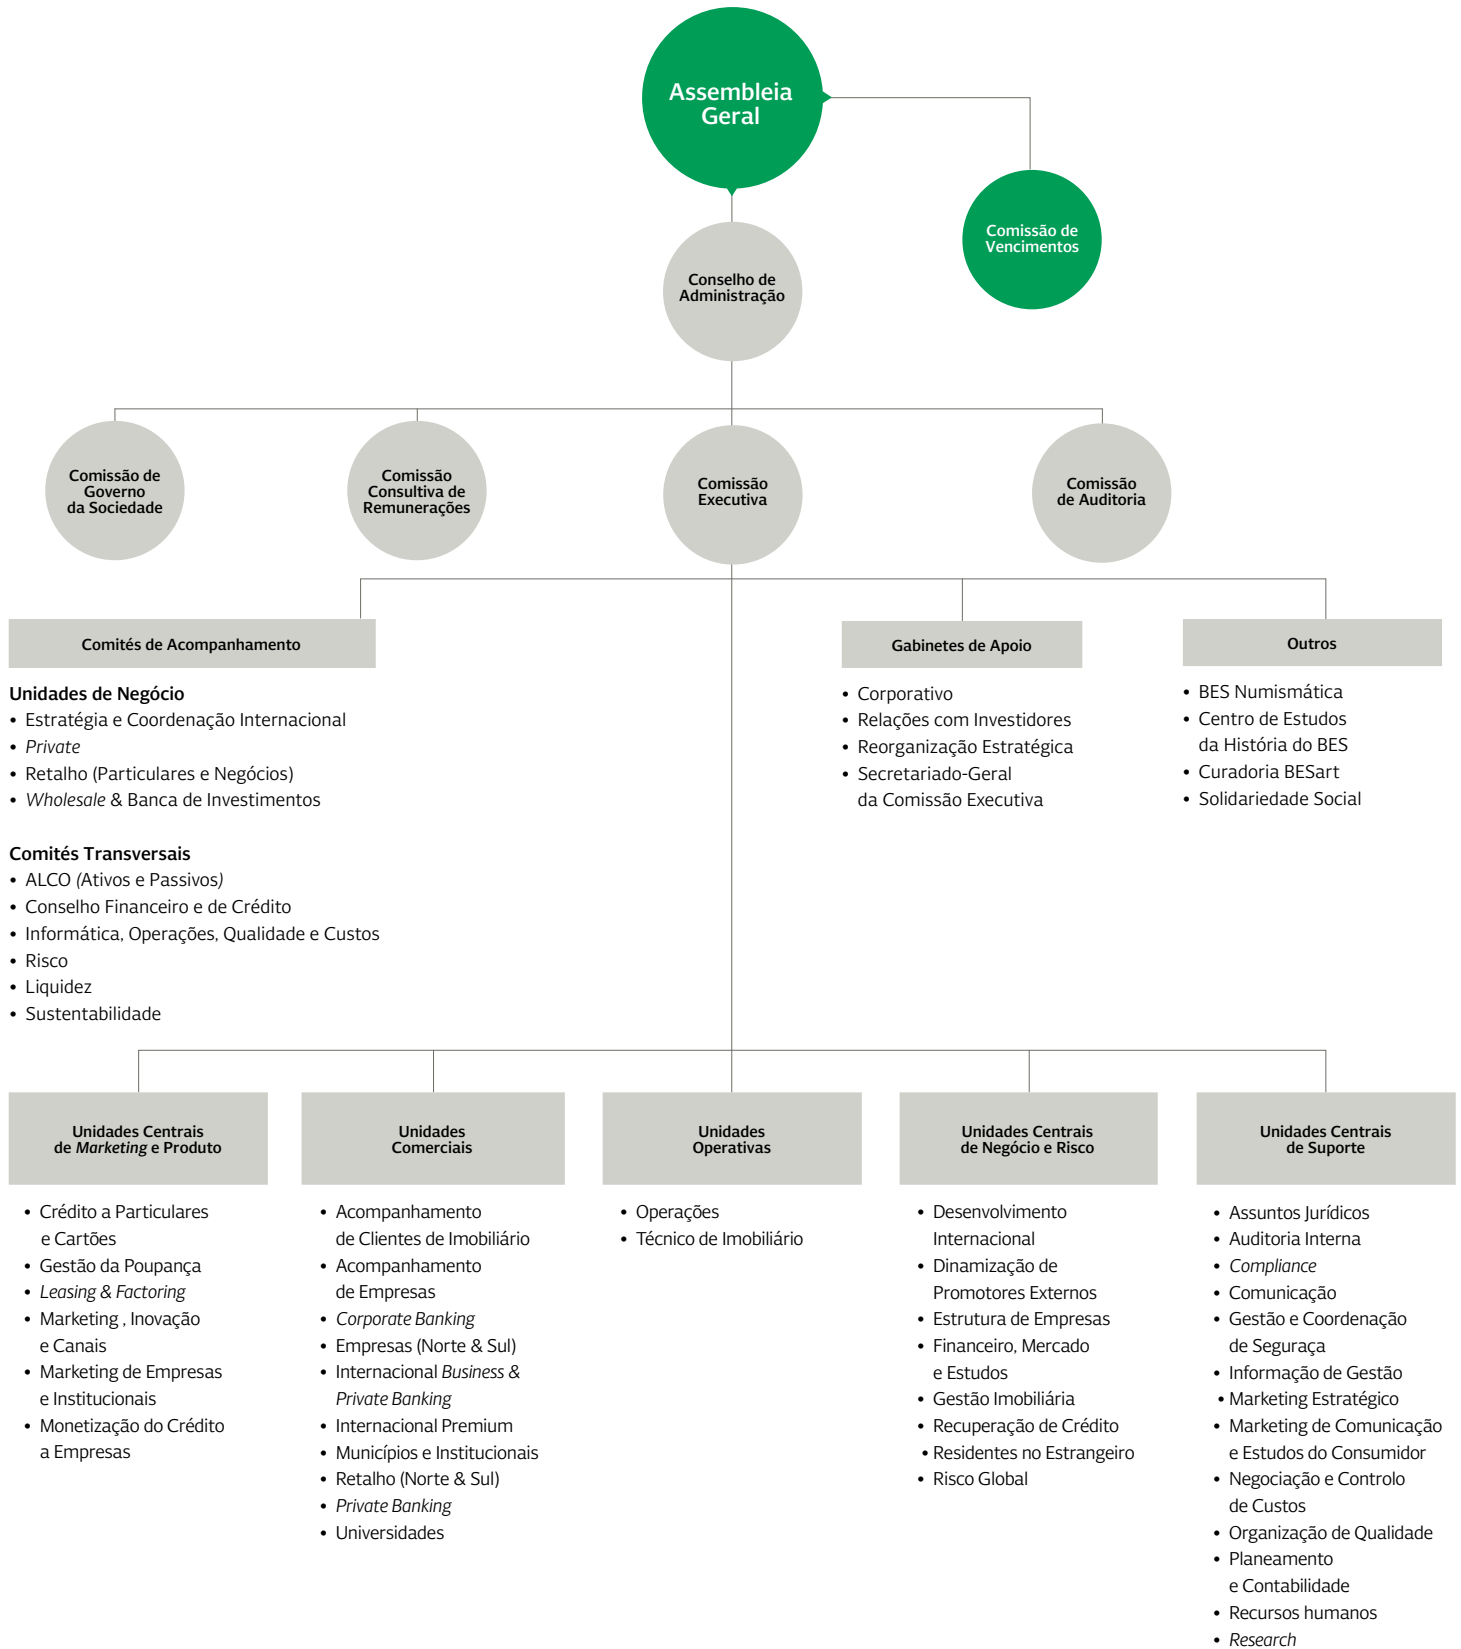 Assembleia
Geral
Comissão de
Vencimentos
Conselho de
Administração
Comissão de
Governo
da Sociedade
Comissão
Consultiva de
Remunerações
Comissão
Executiva
Comissão
de Auditoria
Comités de Acompanhamento
Unidades de Negócio
• Estratégia e Coordenação Internacional
• Private
• Retalho (Particulares e Negócios)
• Wholesale & Banca de Investimentos
Comités Transversais
• ALCO (Ativos e Passivos)
• Conselho Financeiro e de Crédito
• Informática, Operações, Qualidade e Custos
• Risco
• Liquidez
• Sustentabilidade
Gabinetes de Apoio
• Corporativo
• Relações com Investidores
• Reorganização Estratégica
• Secretariado-Geral
da Comissão Executiva
Outros
• BES Numismática
• Centro de Estudos
da História do BES
• Curadoria BESart
• Solidariedade Social
Unidades Centrais
de Marketing e Produto
• Crédito a Particulares
e Cartões
• Gestão da Poupança
• Leasing & Factoring
• Marketing , Inovação
e Canais
• Marketing de Empresas
e Institucionais
• Monetização do Crédito
a Empresas
Unidades
Comerciais
• Acompanhamento
de Clientes de Imobiliário
• Acompanhamento
de Empresas
• Corporate Banking
• Empresas (Norte & Sul)
• Internacional Business &
Private Banking
• Internacional Premium
• Municípios e Institucionais
• Retalho (Norte & Sul)
• Private Banking
• Universidades
Unidades
Operativas
• Operações
• Técnico de Imobiliário
Unidades Centrais
de Negócio e Risco
• Desenvolvimento
Internacional
• Dinamização de
Promotores Externos
• Estrutura de Empresas
• Financeiro, Mercado
e Estudos
• Gestão Imobiliária
• Recuperação de Crédito
• Residentes no Estrangeiro
• Risco Global
Unidades Centrais
de Suporte
• Assuntos Jurídicos
• Auditoria Interna
• Compliance
• Comunicação
• Gestão e Coordenação
de Seguraça
• Informação de Gestão
• Marketing Estratégico
• Marketing de Comunicação
e Estudos do Consumidor
• Negociação e Controlo
de Custos
• Organização de Qualidade
• Planeamento
e Contabilidade
• Recursos humanos
• Research